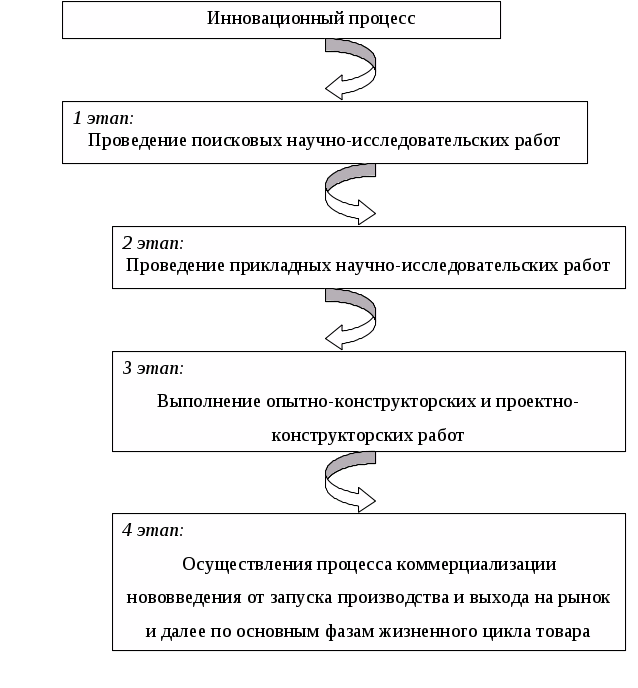 Инновационный процесс
1 этап:
Проведение поисковых научно-исследовательских работ
2 этап:
Проведение прикладных научно-исследовательских работ
3 этап:
Выполнение опытно-конструкторских и проектно-
конструкторских работ
4 этап:
Осуществления процесса коммерциализации
нововведения от запуска производства и выхода на рынок
и далее по основным фазам жизненного цикла товара